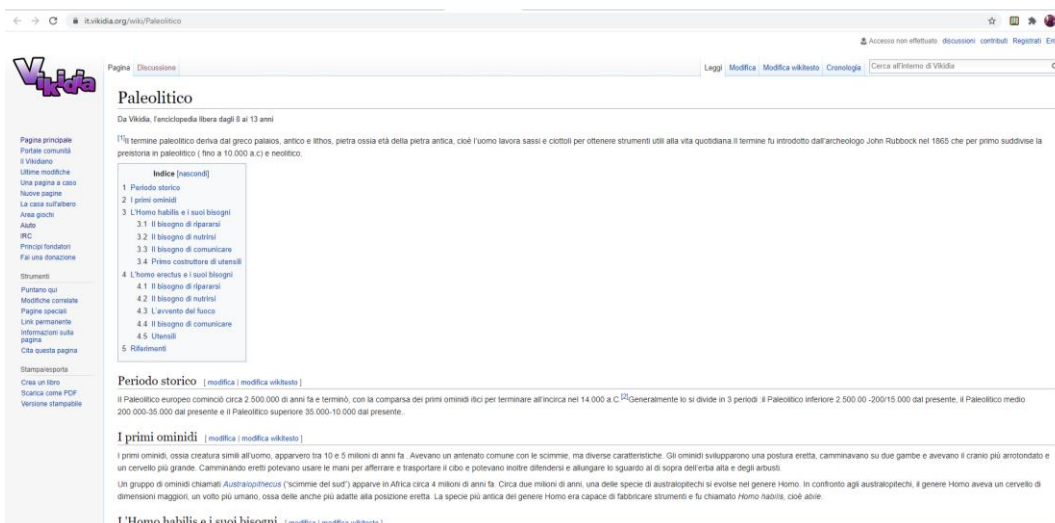 it.vikidia.org/wiki/Paleolitico
Accesso non effettuato discussioni contributi Registrati
Vikidia
Pagina Discussione
Leggi Modifica Modifica wikitesto Cronologia Cerca all'interno di Vikidia
Paleolitico
Da Vikidia, l'enciclopedia libera dagli 8 ai 13 anni
Pagina principale
Portale comunità
Il Vikidiano
Ultime modifiche
Una pagina a caso
Nuove pagine
La casa sull'albero
Area giochi
Aiuto
IRC
Principi fondatori
Fai una donazione
Strumenti
Puntano qui
Modifiche correlate
Pagine speciali
Link permanente
Informazioni sulla
pagina
Cita questa pagina
Stampa/esporta
Crea un libro
Scarica come PDF
Versione stampabile
[1]Il termine paleolitico deriva dal greco palaios, antico e lithos, pietra ossia età della pietra antica, cioè l'uomo lavora sassi e ciottoli per ottenere strumenti utili alla vita quotidiana.Il termine fu introdotto dall'archeologo John Rubbock nel 1865 che per primo suddivise la
preistoria in paleolitico ( fino a 10.000 a.c) e neolitico.
Indice [nascondi]
1 Periodo storico
2 I primi ominidi
3 L'Homo habilis e i suoi bisogni
3.1 Il bisogno di ripararsi
3.2 Il bisogno di nutrirsi
3.3 Il bisogno di comunicare
3.4 Primo costruttore di utensili
4 L'homo erectus e i suoi bisogni
4.1 Il bisogno di ripararsi
4.2 Il bisogno di nutrirsi
4.3 L'avvento del fuoco
4.4 Il bisogno di comunicare
4.5 Utensili
5 Riferimenti
Periodo storico [ modifica | modifica wikitesto ]
Il Paleolitico europeo cominciò circa 2.500.000 di anni fa e terminò, con la comparsa dei primi ominidi itici per terminare all'incirca nel 14.000 a.C.[2]Generalmente lo si divide in 3 periodi :il Paleolitico inferiore 2.500.00 -200/15.000 dal presente, il Paleolitico medio
200.000-35.000 dal presente e il Paleolitico superiore 35.000-10.000 dal presente..
I primi ominidi [ modifica | modifica wikitesto ]
I primi ominidi, ossia creatura simili all'uomo, apparvero tra 10 e 5 milioni di anni fa . Avevano un antenato comune con le scimmie, ma diverse caratteristiche. Gli ominidi svilupparono una postura eretta, camminavano su due gambe e avevano il cranio più arrotondato e
un cervello più grande. Camminando eretti potevano usare le mani per afferrare e trasportare il cibo e potevano inoltre difendersi e allungare lo sguardo al di sopra dell'erba alta e degli arbusti.
Un gruppo di ominidi chiamati Australopithecus ("scimmie del sud") apparve in Africa circa 4 milioni di anni fa. Circa due milioni di anni, una delle specie di australopitechi si evolse nel genere Homo. In confronto agli australopitechi, il genere Homo aveva un cervello di
dimensioni maggiori, un volto più umano, ossa delle anche più adatte alla posizione eretta. La specie più antica del genere Homo era capace di fabbricare strumenti e fu chiamato Homo habilis, cioè abile.
L'Homo habilis e i suoi bisogni [ modifica | modifica wikitesto ]